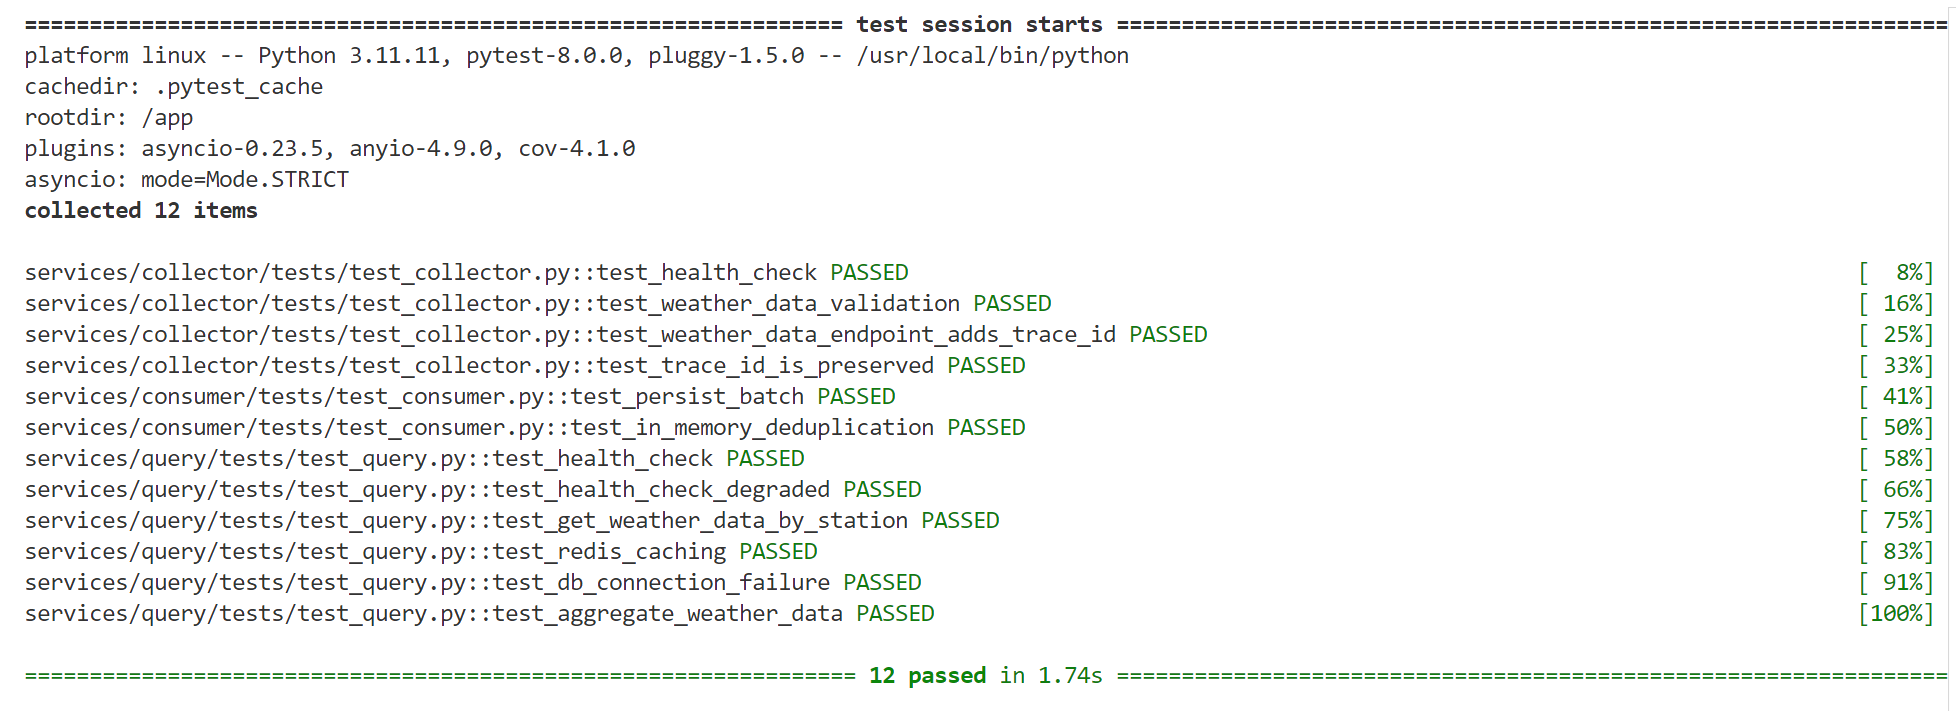 =============================================================== test session starts ================================================================
platform linux -- Python 3.11.11, pytest-8.0.0, pluggy-1.5.0 -- /usr/local/bin/python
cachedir: .pytest_cache
rootdir: /app
plugins: asyncio-0.23.5, anyio-4.9.0, cov-4.1.0
asyncio: mode=Mode.STRICT
collected 12 items

services/collector/tests/test_collector.py::test_health_check PASSED [  8%]
services/collector/tests/test_collector.py::test_weather_data_validation PASSED [ 16%]
services/collector/tests/test_collector.py::test_weather_data_endpoint_adds_trace_id PASSED [ 25%]
services/collector/tests/test_collector.py::test_trace_id_is_preserved PASSED [ 33%]
services/consumer/tests/test_consumer.py::test_persist_batch PASSED [ 41%]
services/consumer/tests/test_consumer.py::test_in_memory_deduplication PASSED [ 50%]
services/query/tests/test_query.py::test_health_check PASSED [ 58%]
services/query/tests/test_query.py::test_health_check_degraded PASSED [ 66%]
services/query/tests/test_query.py::test_get_weather_data_by_station PASSED [ 75%]
services/query/tests/test_query.py::test_redis_caching PASSED [ 83%]
services/query/tests/test_query.py::test_db_connection_failure PASSED [ 91%]
services/query/tests/test_query.py::test_aggregate_weather_data PASSED [100%]

================================================================ 12 passed in 1.74s ================================================================